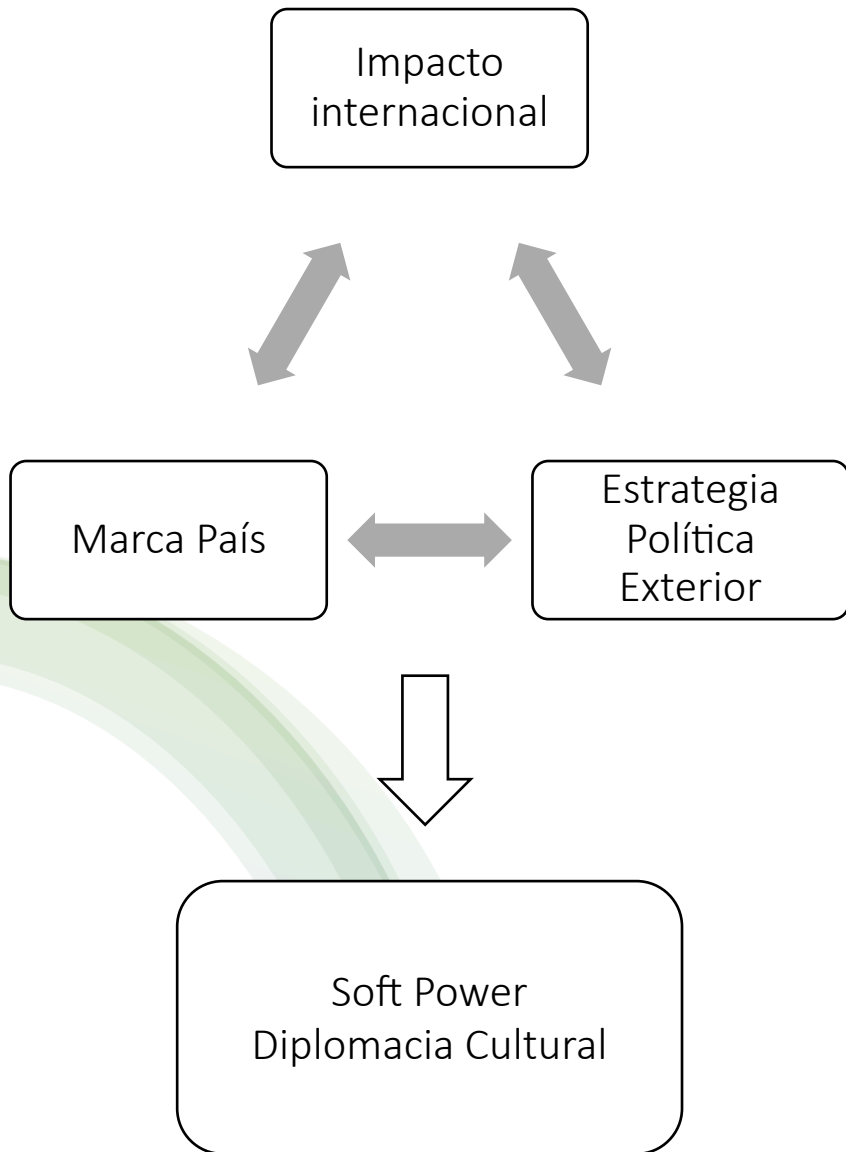 Impacto
internacional
Marca País
Estrategia
Política
Exterior
Soft Power
Diplomacia Cultural